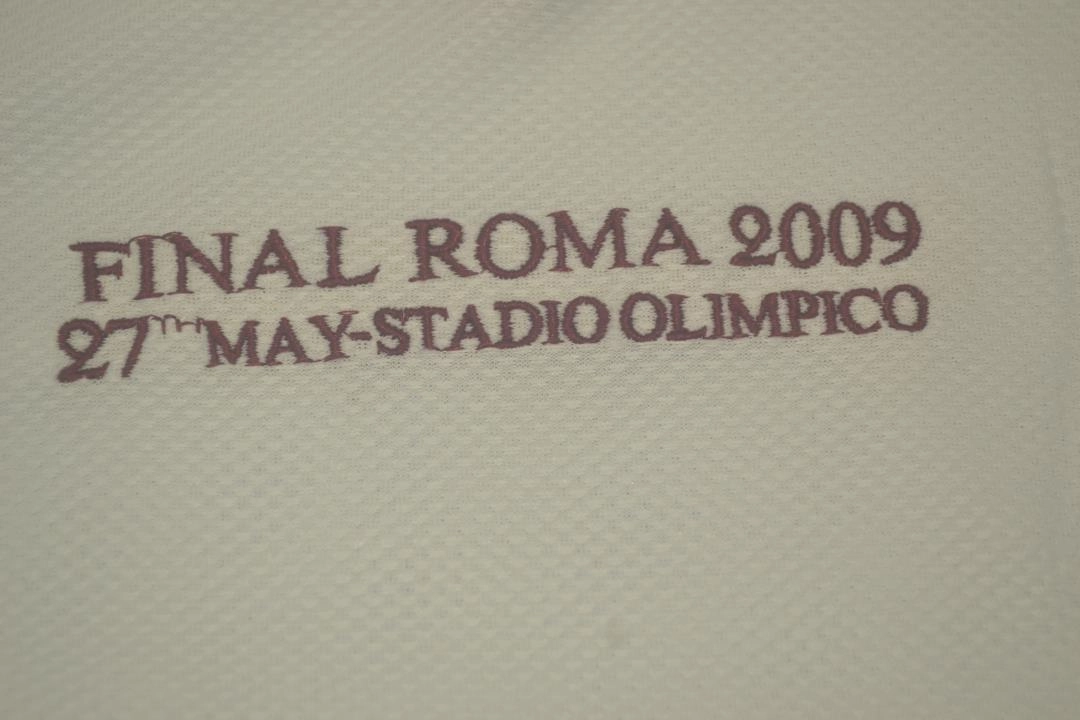 FINAL ROMA 2009
27TH MAY-STADIO OLIMPICO